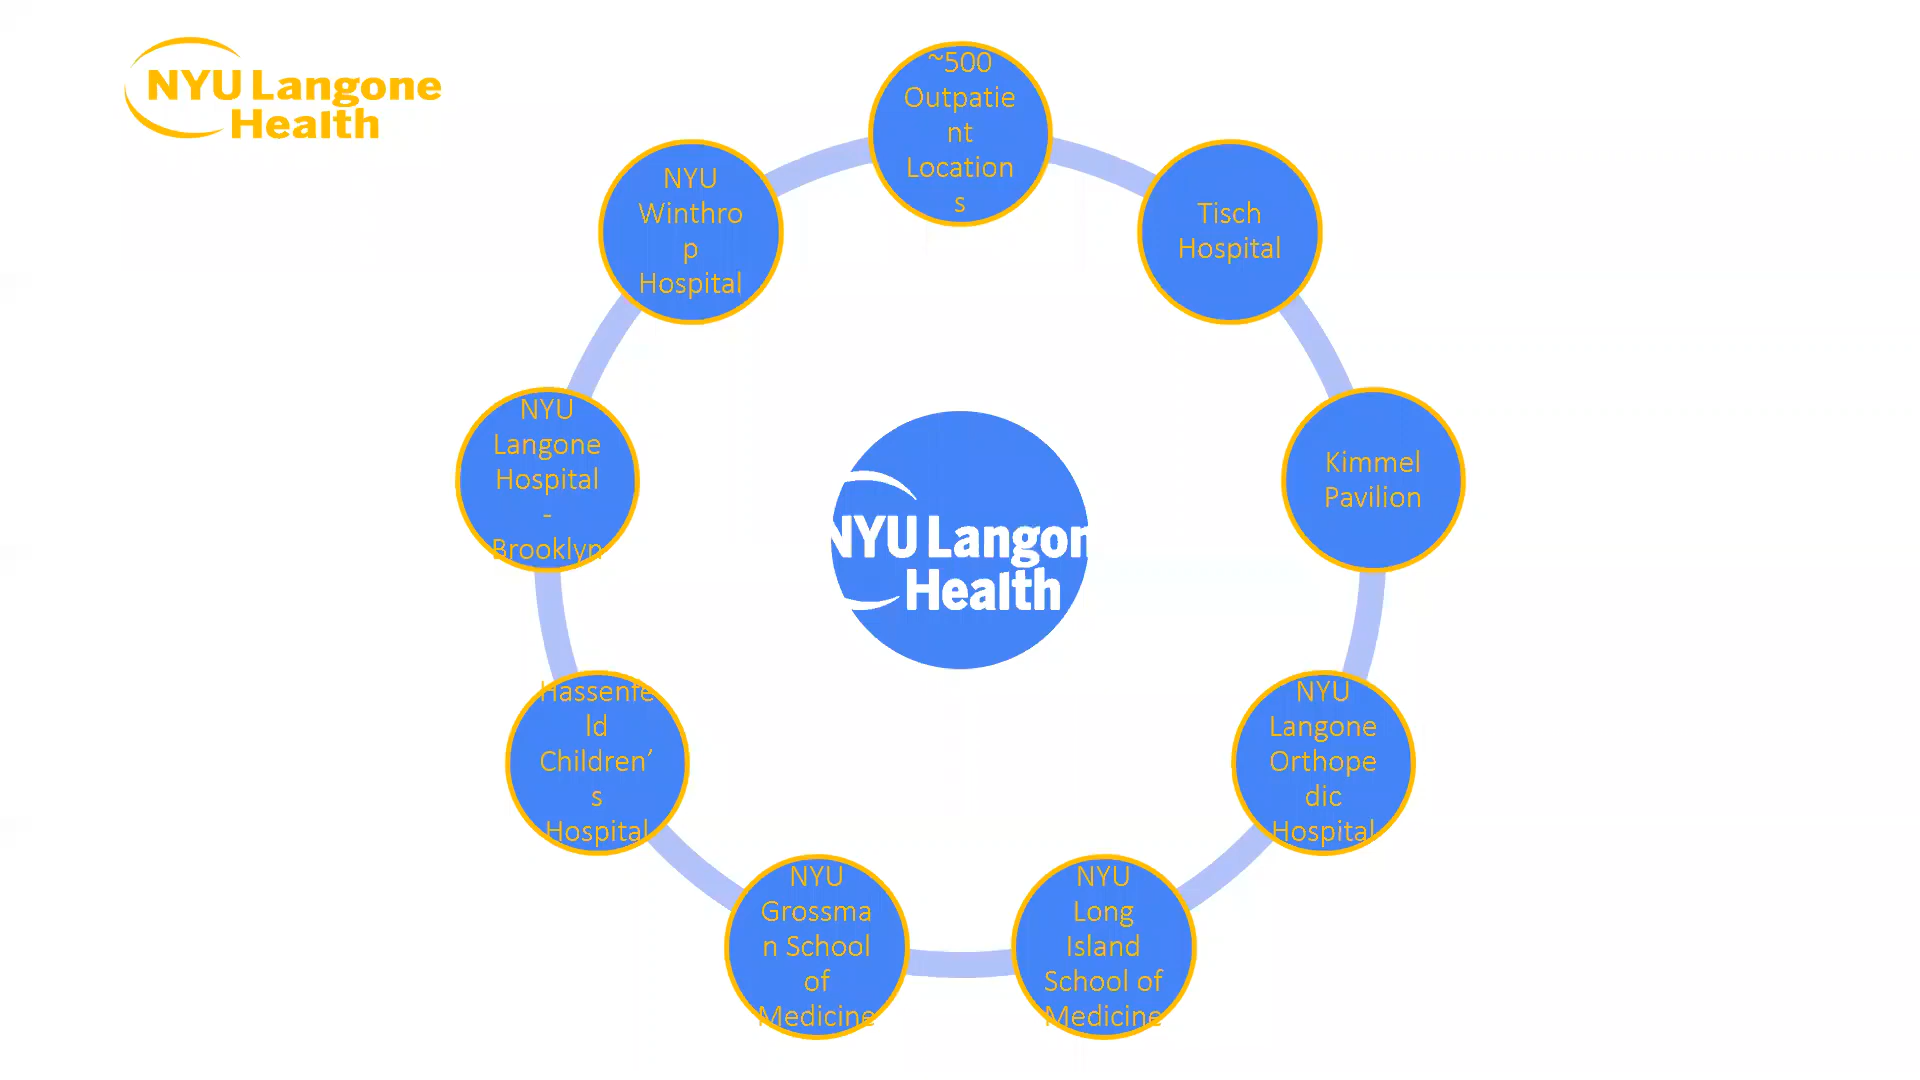 NYU Langone
Health
~500
Outpatie
nt
Location
s
Tisch
Hospital
Kimmel
Pavilion
NYU
Langone
Orthope
dic
Hospital
NYU
Long
Island
School of
Medicine
NYU
Grossma
n School
of
Medicine
Hassenfe
ld
Children’
s
Hospital
NYU
Langone
Hospital
-
Brooklyn
NYU
Winthro
p
Hospital
NYU Langon
Health